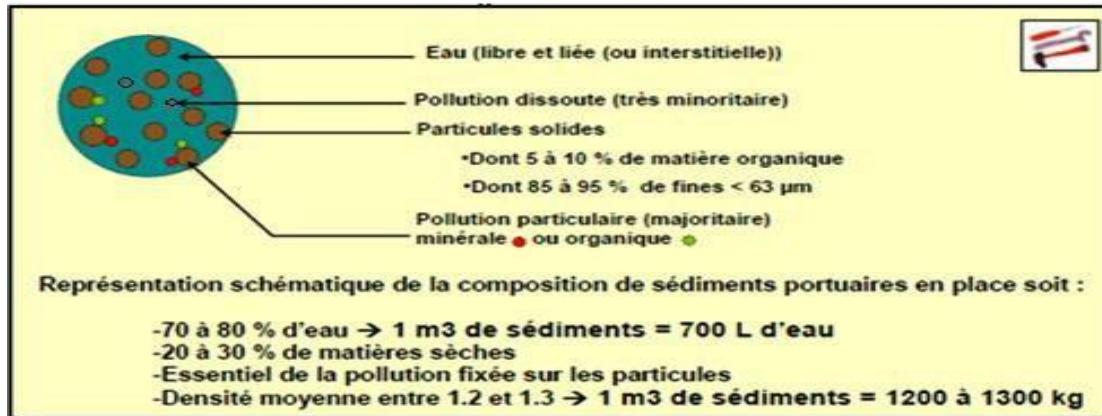 Eau (libre et liée (ou interstitielle))
Pollution dissoute (très minoritaire)
Particules solides
•Dont 5 à 10 % de matière organique
•Dont 85 à 95 % de fines < 63 µm
Pollution particulaire (majoritaire)
minérale ou organique
Représentation schématique de la composition de sédiments portuaires en place soit :
-70 à 80 % d'eau → 1 m3 de sédiments = 700 L d'eau
-20 à 30 % de matières sèches
-Essentiel de la pollution fixée sur les particules
-Densité moyenne entre 1.2 et 1.3 → 1 m3 de sédiments = 1200 à 1300 kg